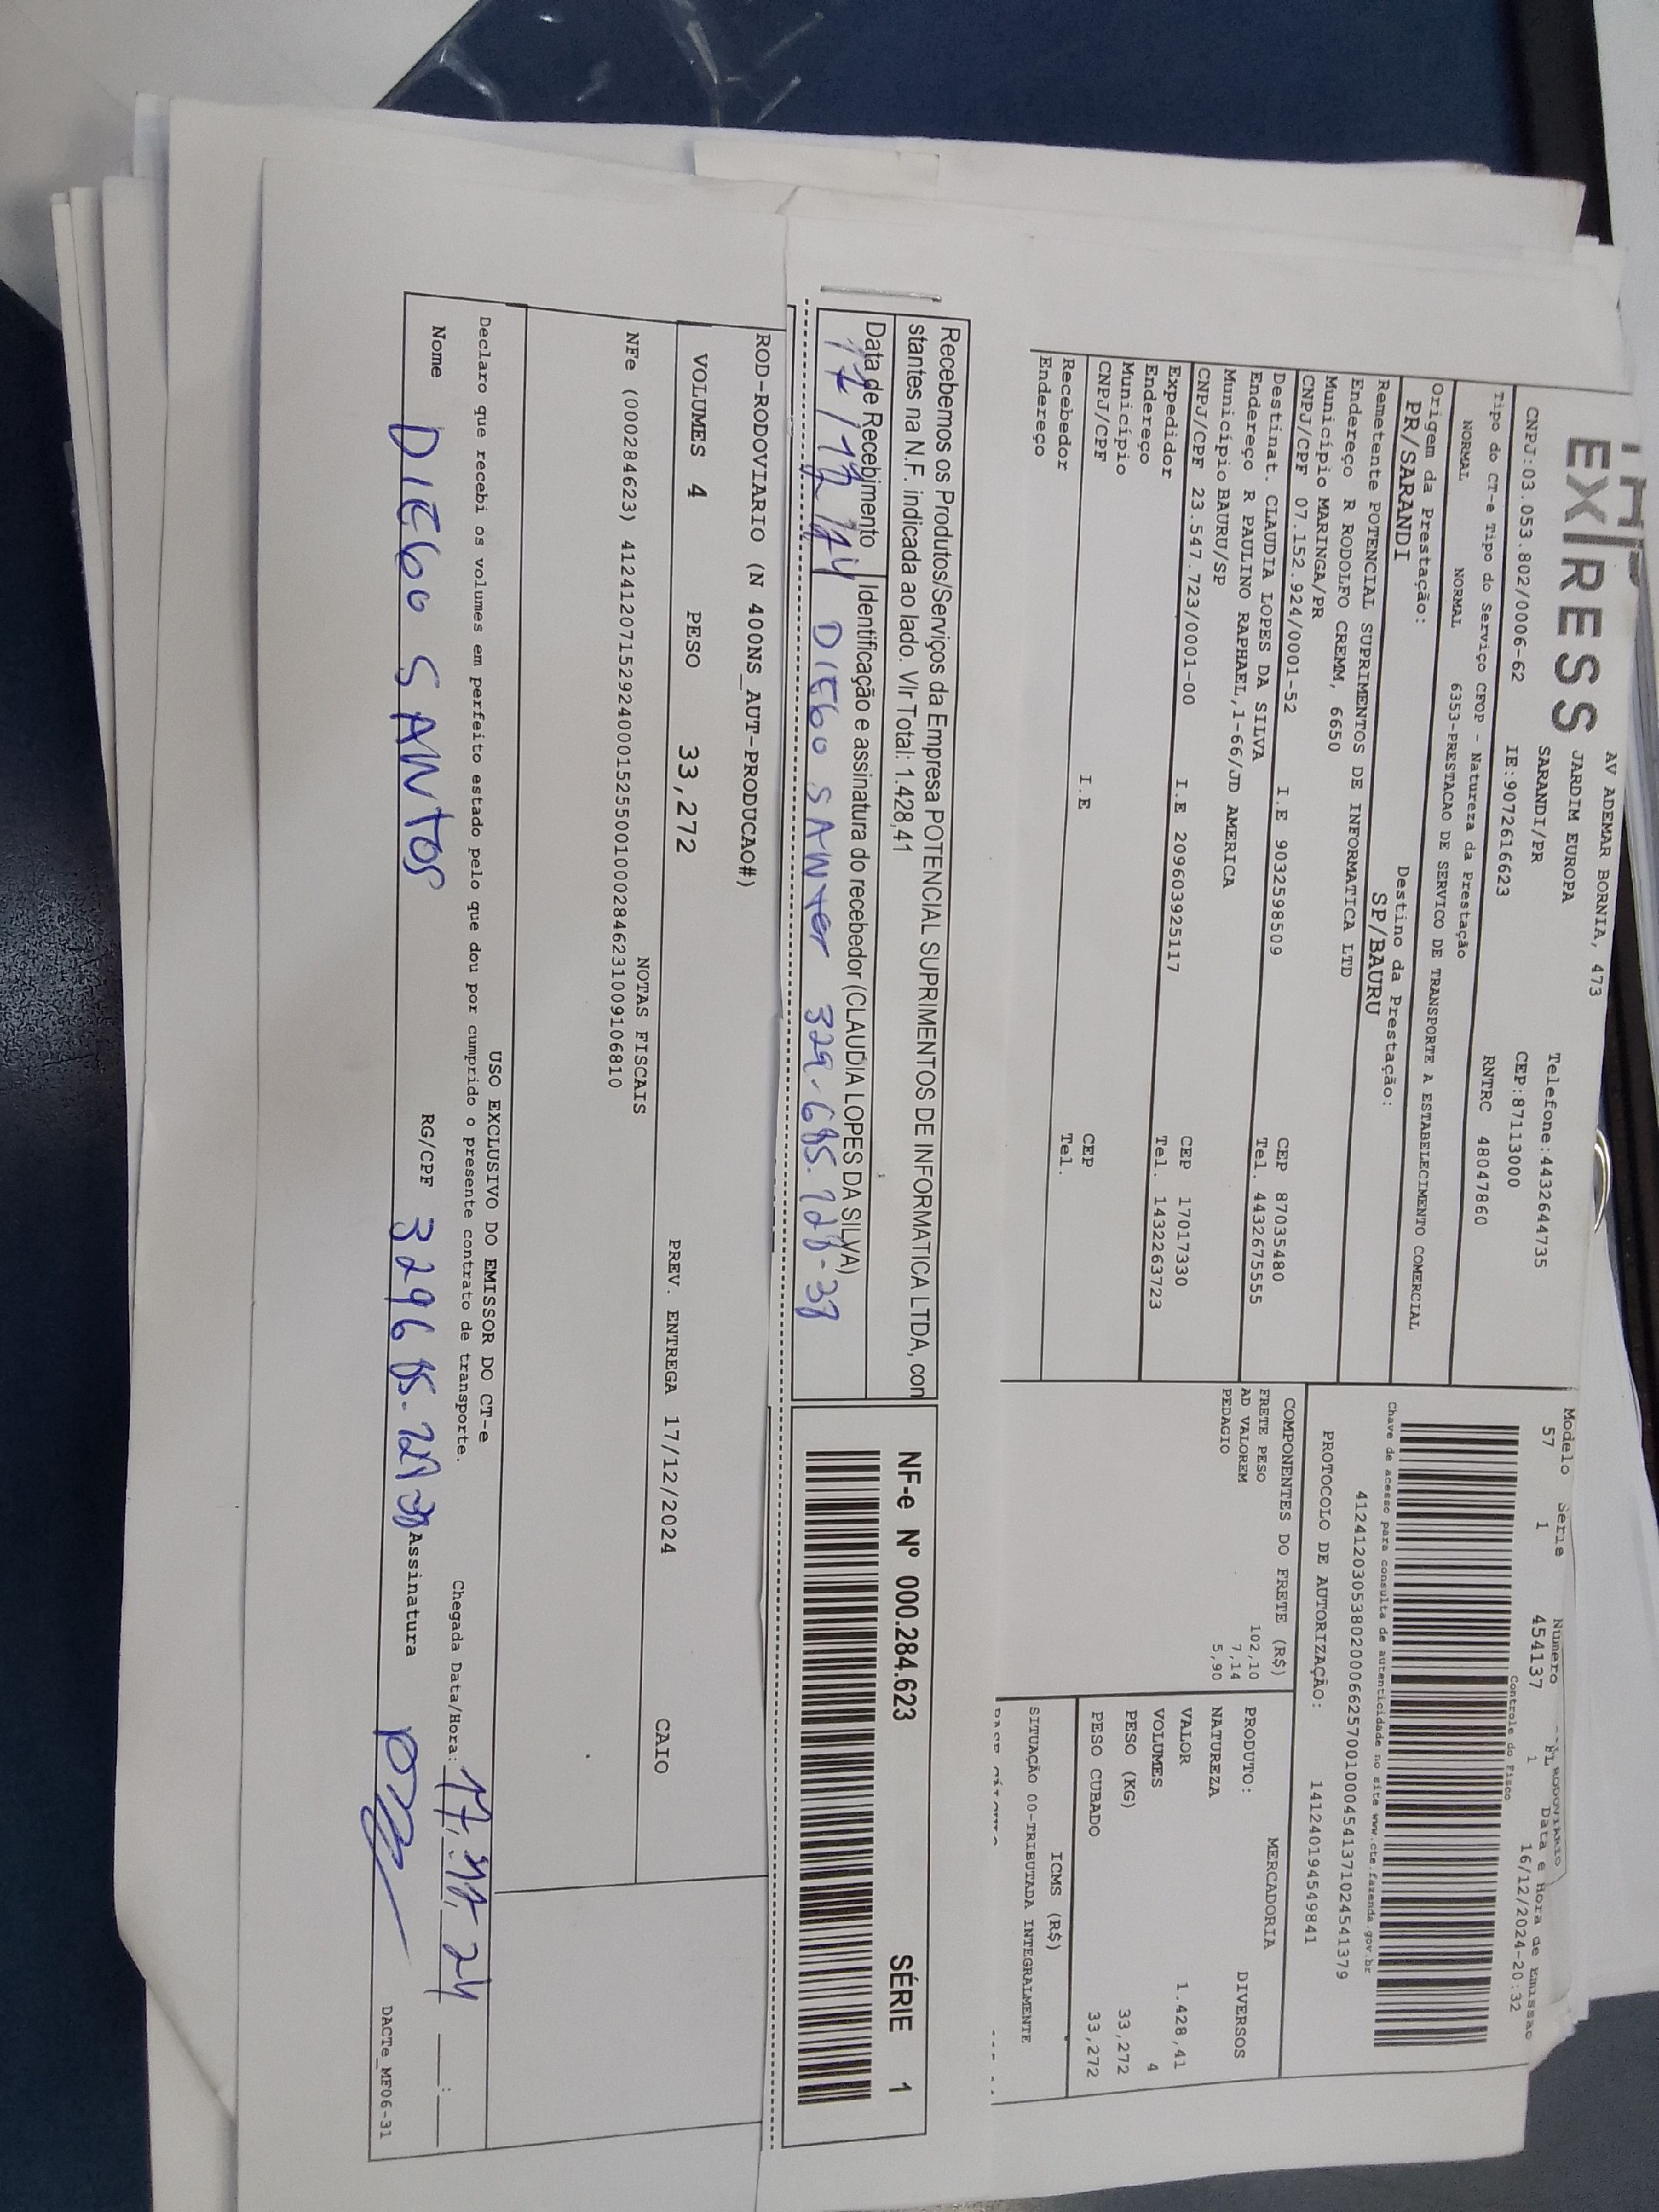 EXPRESS
AV ADEMAR BORNIA, 473
JARDIM EUROPA
SARANDI/PR
Telefone:4432644735
CEP:87113000
CNPJ:03.053.802/0006-62 IE:9072616623 RNTRC 48047860
Modelo Série Número FL RODOVIARIO Data e Hora de Emissão
57 1 454137 1 16/12/2024-20:32
Controle do Fisco
Tipo do CT-e Tipo do Serviço CFOP - Natureza da Prestação
NORMAL NORMAL 6353-PRESTACAO DE SERVICO DE TRANSPORTE A ESTABELECIMENTO COMERCIAL
Chave de acesso para consulta de autenticidade no site www.cte.fazenda.gov.br
41241203053802000662570010004541371024541379
PROTOCOLO DE AUTORIZAÇÃO: 141240194549841
Origem da Prestação: Destino da Prestação:
PR/SARANDI SP/BAURU
Remetente POTENCIAL SUPRIMENTOS DE INFORMATICA LTD
Endereço R RODOLFO CREMM, 6650
Município MARINGA/PR CEP 87035480
CNPJ/CPF 07.152.924/0001-52 I.E 9032598509 Tel. 443267555
Destinat. CLAUDIA LOPES DA SILVA
Endereço R PAULINO RAPHAEL,1-66/JD AMERICA
Município BAURU/SP CEP 17017330
CNPJ/CPF 23.547.723/0001-00 I.E 209603925117 Tel. 1432263723
Expedidor
Endereço
Município CEP
CNPJ/CPF I.E Tel.
Recebedor
Endereço
COMPONENTES DO FRETE (R$)
FRETE PESO 102,10
AD VALOREM 7,14
PEDAGIO 5,90
MERCADORIA
PRODUTO: DIVERSOS
NATUREZA
VALOR 1.428,41
VOLUMES 4
PESO (KG) 33,272
PESO CUBADO 33,272
ICMS (R$)
SITUAÇÃO 00-TRIBUTADA INTEGRALMENTE
Recebemos os Produtos/Serviços da Empresa POTENCIAL SUPRIMENTOS DE INFORMATICA LTDA, con
stantes na N.F. indicada ao lado. Vlr Total: 1.428,41
Data de Recebimento Identificação e assinatura do recebedor (CLAUDIA LOPES DA SILVA)
17/12/24 DIEGO SANTOS
NF-e Nº 000.284.623 SÉRIE 1
ROD-RODOVIARIO (N 400NS_AUT-PRODUCAO#)
VOLUMES 4 PESO 33,272 PREV. ENTREGA 17/12/2024 CAIO
NOTAS FISCAIS
NFe (000284623) 41241207152924000152550010002846231009106810
USO EXCLUSIVO DO EMISSOR DO CT-e
Declaro que recebi os volumes em perfeito estado pelo que dou por cumprido o presente contrato de transporte.
Chegada Data/Hora: 17.12.24 __:__
Nome DIEGO SANTOS RG/CPF Assinatura
DACTe_MF06-31